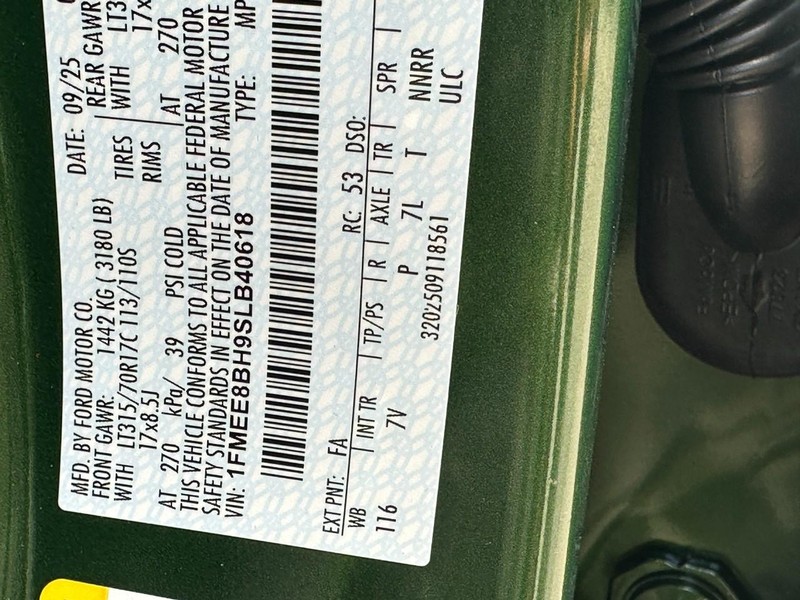 MFD. BY FORD MOTOR CO.
DATE: 09/25
FRONT GAWR: 1442 KG ( 3180 LB)
REAR GAWR
WITH LT315/70R17C 113/110S TIRES
WITH LT3
17x8.5J RIMS
17x
AT 270 kPa/ 39 PSI COLD
AT 270
THIS VEHICLE CONFORMS TO ALL APPLICABLE FEDERAL MOTOR
SAFETY STANDARDS IN EFFECT ON THE DATE OF MANUFACTURE
VIN: 1FMEE8BH9SLB40618
TYPE: MP
EXT PNT: FA RC: 53 DSO:
WB | INT TR | TP/PS | R | AXLE | TR | SPR |
116 7V P 7L T NNRR
3202509118561 ULC